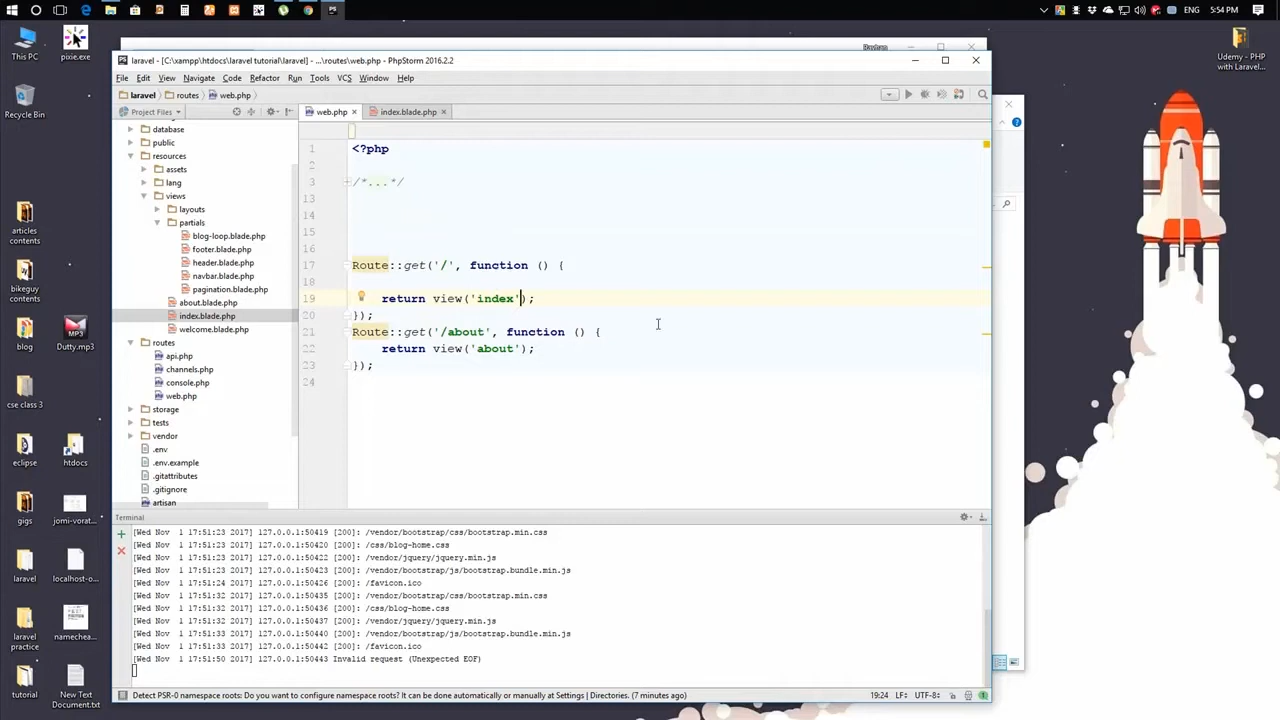 ENG
5:54 PM
This PC
pixie.exe
Recycle Bin
articles
contents
bikeguy
contents
blog
Dutty.mp3
MP3
cse class 3
eclipse
htdocs
gigs
jomi-vorat...
laravel
localhost-o...
laravel
practice
namechea...
tutorial
New Text
Document.txt
Udemy - PHP
with Laravel...
laravel - [C:\xampp\htdocs\laravel tutorial\laravel] - ...\routes\web.php - PhpStorm 2016.2.2
File Edit View Navigate Code Refactor Run Tools VCS Window Help
laravel routes web.php
Project Files
web.php
index.blade.php
database
public
resources
assets
lang
views
layouts
partials
blog-loop.blade.php
footer.blade.php
header.blade.php
navbar.blade.php
pagination.blade.php
about.blade.php
index.blade.php
welcome.blade.php
routes
api.php
channels.php
console.php
web.php
storage
tests
vendor
.env
.env.example
.gitattributes
.gitignore
artisan
1 <?php
2
3 /*...*/
13
14
15
16
17 Route::get('/', function () {
18
19 return view('index');
20 });
21 Route::get('/about', function () {
22 return view('about');
23 });
24
Terminal
[Wed Nov 1 17:51:23 2017] 127.0.0.1:50419 [200]: /vendor/bootstrap/css/bootstrap.min.css
[Wed Nov 1 17:51:23 2017] 127.0.0.1:50420 [200]: /css/blog-home.css
[Wed Nov 1 17:51:23 2017] 127.0.0.1:50422 [200]: /vendor/jquery/jquery.min.js
[Wed Nov 1 17:51:23 2017] 127.0.0.1:50423 [200]: /vendor/bootstrap/js/bootstrap.bundle.min.js
[Wed Nov 1 17:51:24 2017] 127.0.0.1:50426 [200]: /favicon.ico
[Wed Nov 1 17:51:32 2017] 127.0.0.1:50435 [200]: /vendor/bootstrap/css/bootstrap.min.css
[Wed Nov 1 17:51:32 2017] 127.0.0.1:50436 [200]: /css/blog-home.css
[Wed Nov 1 17:51:32 2017] 127.0.0.1:50437 [200]: /vendor/jquery/jquery.min.js
[Wed Nov 1 17:51:33 2017] 127.0.0.1:50440 [200]: /vendor/bootstrap/js/bootstrap.bundle.min.js
[Wed Nov 1 17:51:33 2017] 127.0.0.1:50442 [200]: /favicon.ico
[Wed Nov 1 17:51:50 2017] 127.0.0.1:50443 Invalid request (Unexpected EOF)
Detect PSR-0 namespace roots: Do you want to configure namespace roots? It can be done automatically or manually at Settings | Directories. (7 minutes ago)
19:24 LF÷ UTF-8÷